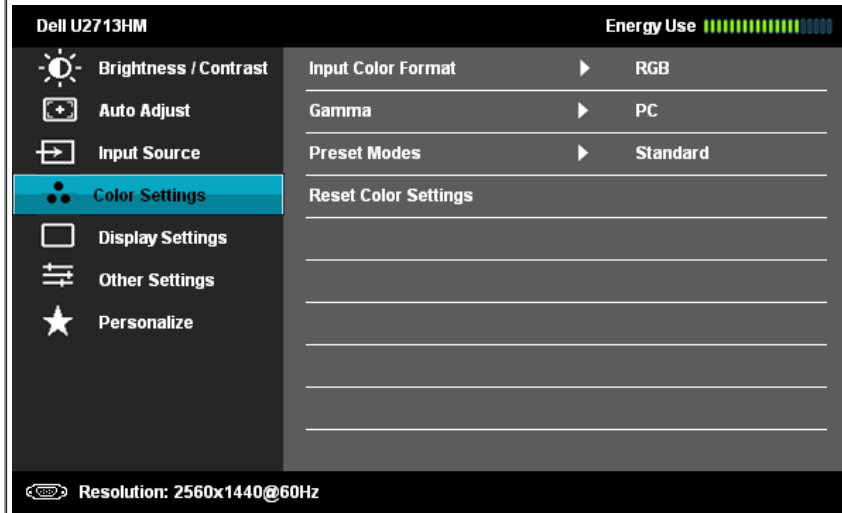 Dell U2713HM Energy Use
Brightness / Contrast Input Color Format RGB
Auto Adjust Gamma PC
Input Source Preset Modes Standard
Color Settings Reset Color Settings
Display Settings
Other Settings
Personalize
Resolution: 2560x1440@60Hz